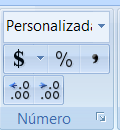 Personalizada
$ % ,
,0 ,00
,00 ,0
Número